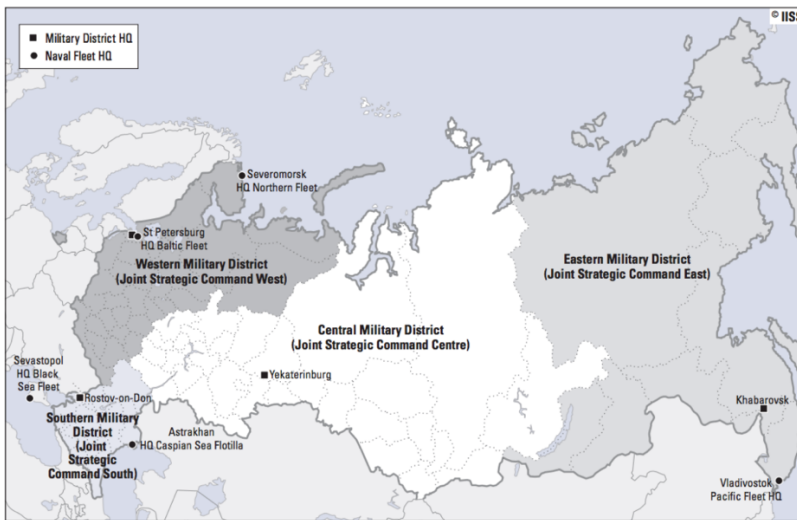 © IISS
Military District HQ
Naval Fleet HQ
Severomorsk
HQ Northern Fleet
St Petersburg
HQ Baltic Fleet
Western Military District
(Joint Strategic Command West)
Eastern Military District
(Joint Strategic Command East)
Central Military District
(Joint Strategic Command Centre)
Sevastopol
HQ Black
Sea Fleet
Yekaterinburg
Rostov-on-Don
Khabarovsk
Southern Military
District
(Joint
Strategic
Command South)
Astrakhan
HQ Caspian Sea Flotilla
Vladivostok
Pacific Fleet HQ